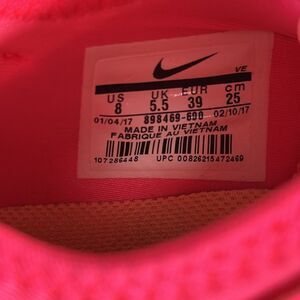 VE
US UK EUR cm
8 5.5 39 25
01/04/17 898469-600 02/10/17
MADE IN VIETNAM
FABRIQUE AU VIETNAM
107286448 UPC 00826215472469